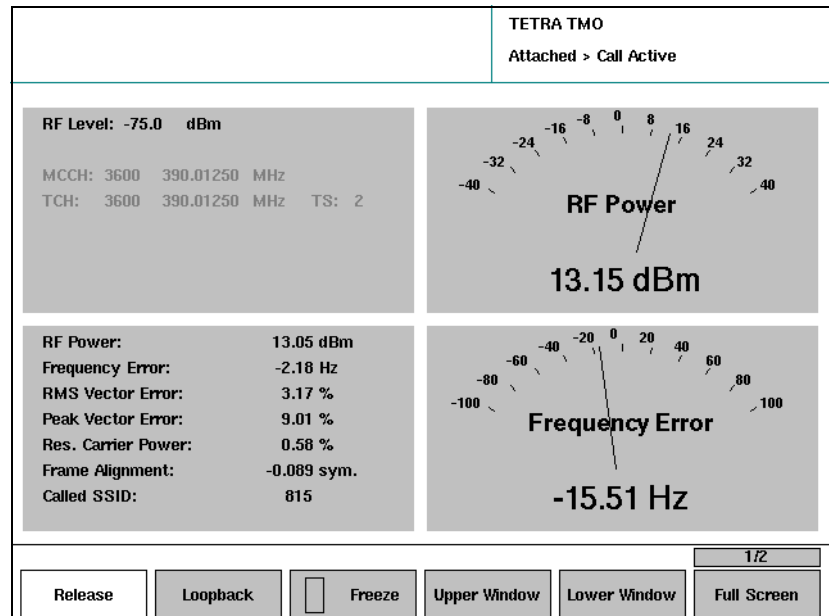 TETRA TMO
Attached > Call Active
RF Level: -75.0 dBm
MCCH: 3600 390.01250 MHz
TCH: 3600 390.01250 MHz TS: 2
-40 -32 -24 -16 -8 0 8 16 24 32 40
RF Power
13.15 dBm
RF Power: 13.05 dBm
Frequency Error: -2.18 Hz
RMS Vector Error: 3.17 %
Peak Vector Error: 9.01 %
Res. Carrier Power: 0.58 %
Frame Alignment: -0.089 sym.
Called SSID: 815
-100 -80 -60 -40 -20 0 20 40 60 80 100
Frequency Error
-15.51 Hz
1/2
Release Loopback Freeze Upper Window Lower Window Full Screen